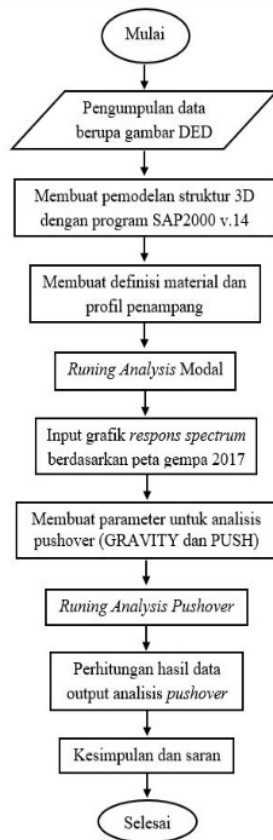 Mulai
Pengumpulan data
berupa gambar DED
Membuat pemodelan struktur 3D
dengan program SAP2000 v.14
Membuat definisi material dan
profil penampang
Runing Analysis Modal
Input grafik respons spectrum
berdasarkan peta gempa 2017
Membuat parameter untuk analisis
pushover (GRAVITY dan PUSH)
Runing Analysis Pushover
Perhitungan hasil data
output analisis pushover
Kesimpulan dan saran
Selesai